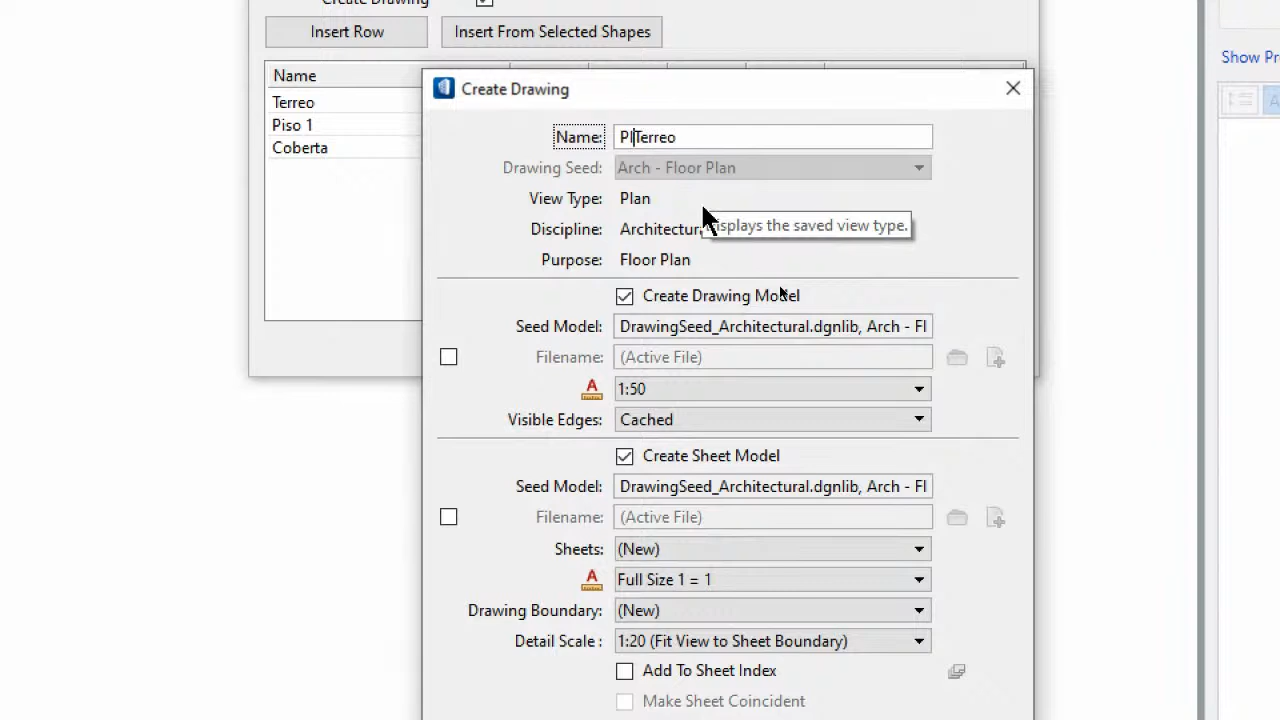 Create Drawing
Insert Row
Insert From Selected Shapes
Show Pr
Name
Terreo
Piso 1
Coberta
Create Drawing
Name: PlTerreo
Drawing Seed: Arch - Floor Plan
View Type: Plan
isplays the saved view type.
Discipline: Architectur
Purpose: Floor Plan
Create Drawing Model
Seed Model: DrawingSeed_Architectural.dgnlib, Arch - Fl
Filename: (Active File)
A 1:50
Visible Edges: Cached
Create Sheet Model
Seed Model: DrawingSeed_Architectural.dgnlib, Arch - Fl
Filename: (Active File)
Sheets: (New)
A Full Size 1 = 1
Drawing Boundary: (New)
Detail Scale : 1:20 (Fit View to Sheet Boundary)
Add To Sheet Index
Make Sheet Coincident